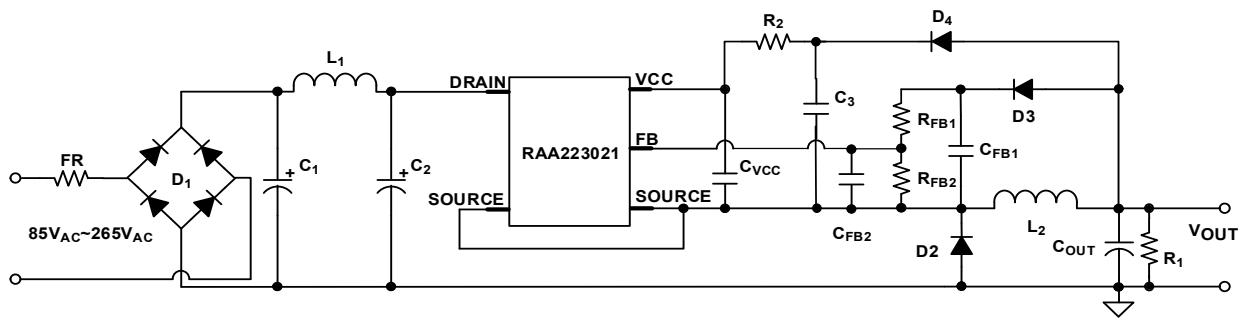 R2
D4
L1
DRAIN
VCC
C3
D3
RFB1
FR
D1
+ C1
+ C2
FB
RAA223021
CFB1
CVCC
RFB2
SOURCE
SOURCE
85VAC~265VAC
CFB2
D2
L2
COUT
R1
VOUT